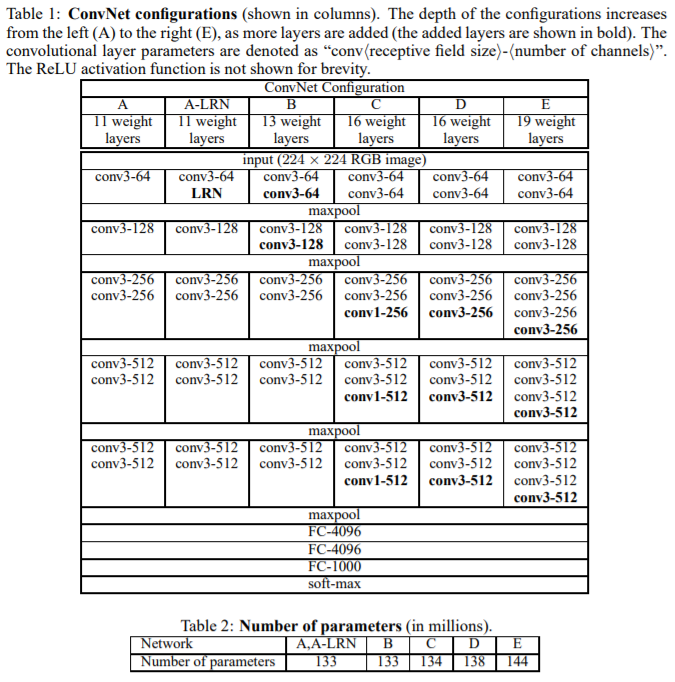 Table 1: ConvNet configurations (shown in columns). The depth of the configurations increases
from the left (A) to the right (E), as more layers are added (the added layers are shown in bold). The
convolutional layer parameters are denoted as “conv⟨receptive field size⟩-⟨number of channels⟩”.
The ReLU activation function is not shown for brevity.
ConvNet Configuration
A A-LRN B C D E
11 weight 11 weight 13 weight 16 weight 16 weight 19 weight
layers layers layers layers layers layers
input (224 × 224 RGB image)
conv3-64 conv3-64 conv3-64 conv3-64 conv3-64 conv3-64
LRN conv3-64 conv3-64 conv3-64 conv3-64
maxpool
conv3-128 conv3-128 conv3-128 conv3-128 conv3-128 conv3-128
conv3-128 conv3-128 conv3-128 conv3-128
maxpool
conv3-256 conv3-256 conv3-256 conv3-256 conv3-256 conv3-256
conv3-256 conv3-256 conv3-256 conv3-256 conv3-256 conv3-256
conv1-256 conv3-256 conv3-256
conv3-256
maxpool
conv3-512 conv3-512 conv3-512 conv3-512 conv3-512 conv3-512
conv3-512 conv3-512 conv3-512 conv3-512 conv3-512 conv3-512
conv1-512 conv3-512 conv3-512
conv3-512
maxpool
conv3-512 conv3-512 conv3-512 conv3-512 conv3-512 conv3-512
conv3-512 conv3-512 conv3-512 conv3-512 conv3-512 conv3-512
conv1-512 conv3-512 conv3-512
conv3-512
maxpool
FC-4096
FC-4096
FC-1000
soft-max
Table 2: Number of parameters (in millions).
Network A,A-LRN B C D E
Number of parameters 133 133 134 138 144